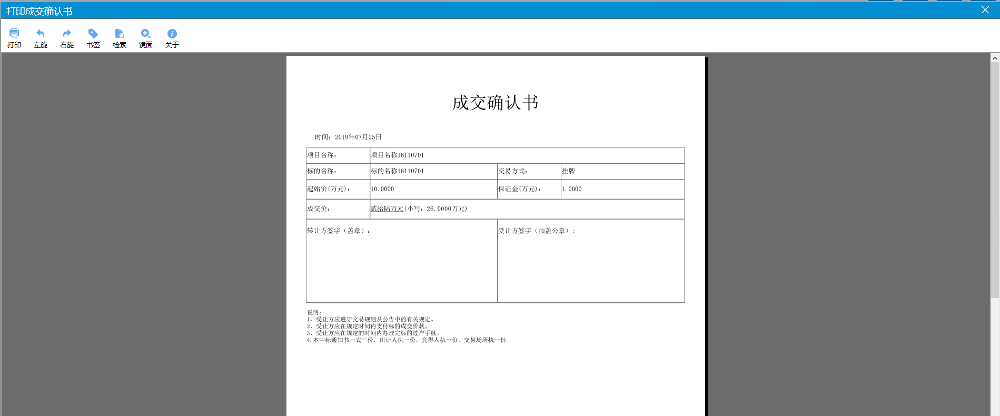 打印成交确认书
打印 左旋 右旋 书签 检索 镜面 关于
成交确认书
时间：2019年07月25日
项目名称： 项目名称16110701
标的名称： 标的名称16110701 交易方式： 挂牌
起始价(万元)： 10.0000 保证金(万元)： 1.0000
成交价： 贰拾陆万元(小写：26.0000万元)
转让方签字（盖章）： 受让方签字（加盖公章）：
说明：
1、受让方应遵守交易规则及公告中的有关规定。
2、受让方应在规定时间内支付标的成交价款。
3、受让方应在规定的时间内办理完标的过户手续。
4.本中标通知书一式三份，出让人执一份，竞得人执一份，交易场所执一份。